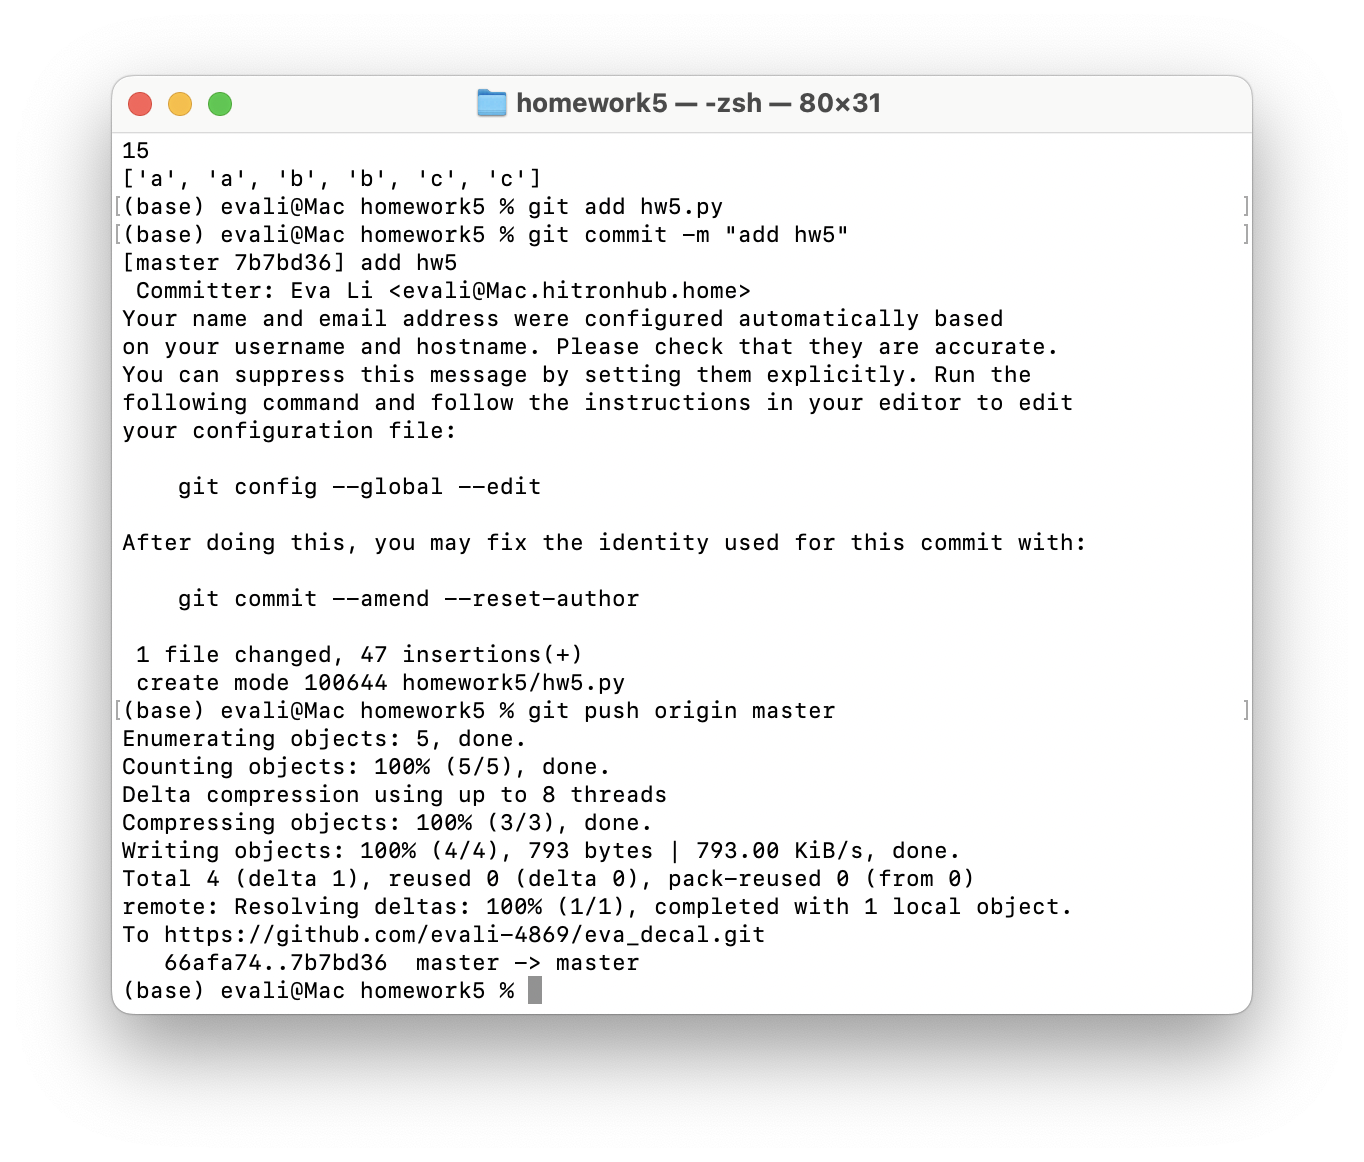 homework5 — -zsh — 80×31
15
['a', 'a', 'b', 'b', 'c', 'c']
[(base) evali@Mac homework5 % git add hw5.py ]
[(base) evali@Mac homework5 % git commit -m "add hw5" ]
[master 7b7bd36] add hw5
 Committer: Eva Li <evali@Mac.hitronhub.home>
Your name and email address were configured automatically based
on your username and hostname. Please check that they are accurate.
You can suppress this message by setting them explicitly. Run the
following command and follow the instructions in your editor to edit
your configuration file:

    git config --global --edit

After doing this, you may fix the identity used for this commit with:

    git commit --amend --reset-author

 1 file changed, 47 insertions(+)
 create mode 100644 homework5/hw5.py
[(base) evali@Mac homework5 % git push origin master ]
Enumerating objects: 5, done.
Counting objects: 100% (5/5), done.
Delta compression using up to 8 threads
Compressing objects: 100% (3/3), done.
Writing objects: 100% (4/4), 793 bytes | 793.00 KiB/s, done.
Total 4 (delta 1), reused 0 (delta 0), pack-reused 0 (from 0)
remote: Resolving deltas: 100% (1/1), completed with 1 local object.
To https://github.com/evali-4869/eva_decal.git
   66afa74..7b7bd36  master -> master
(base) evali@Mac homework5 %